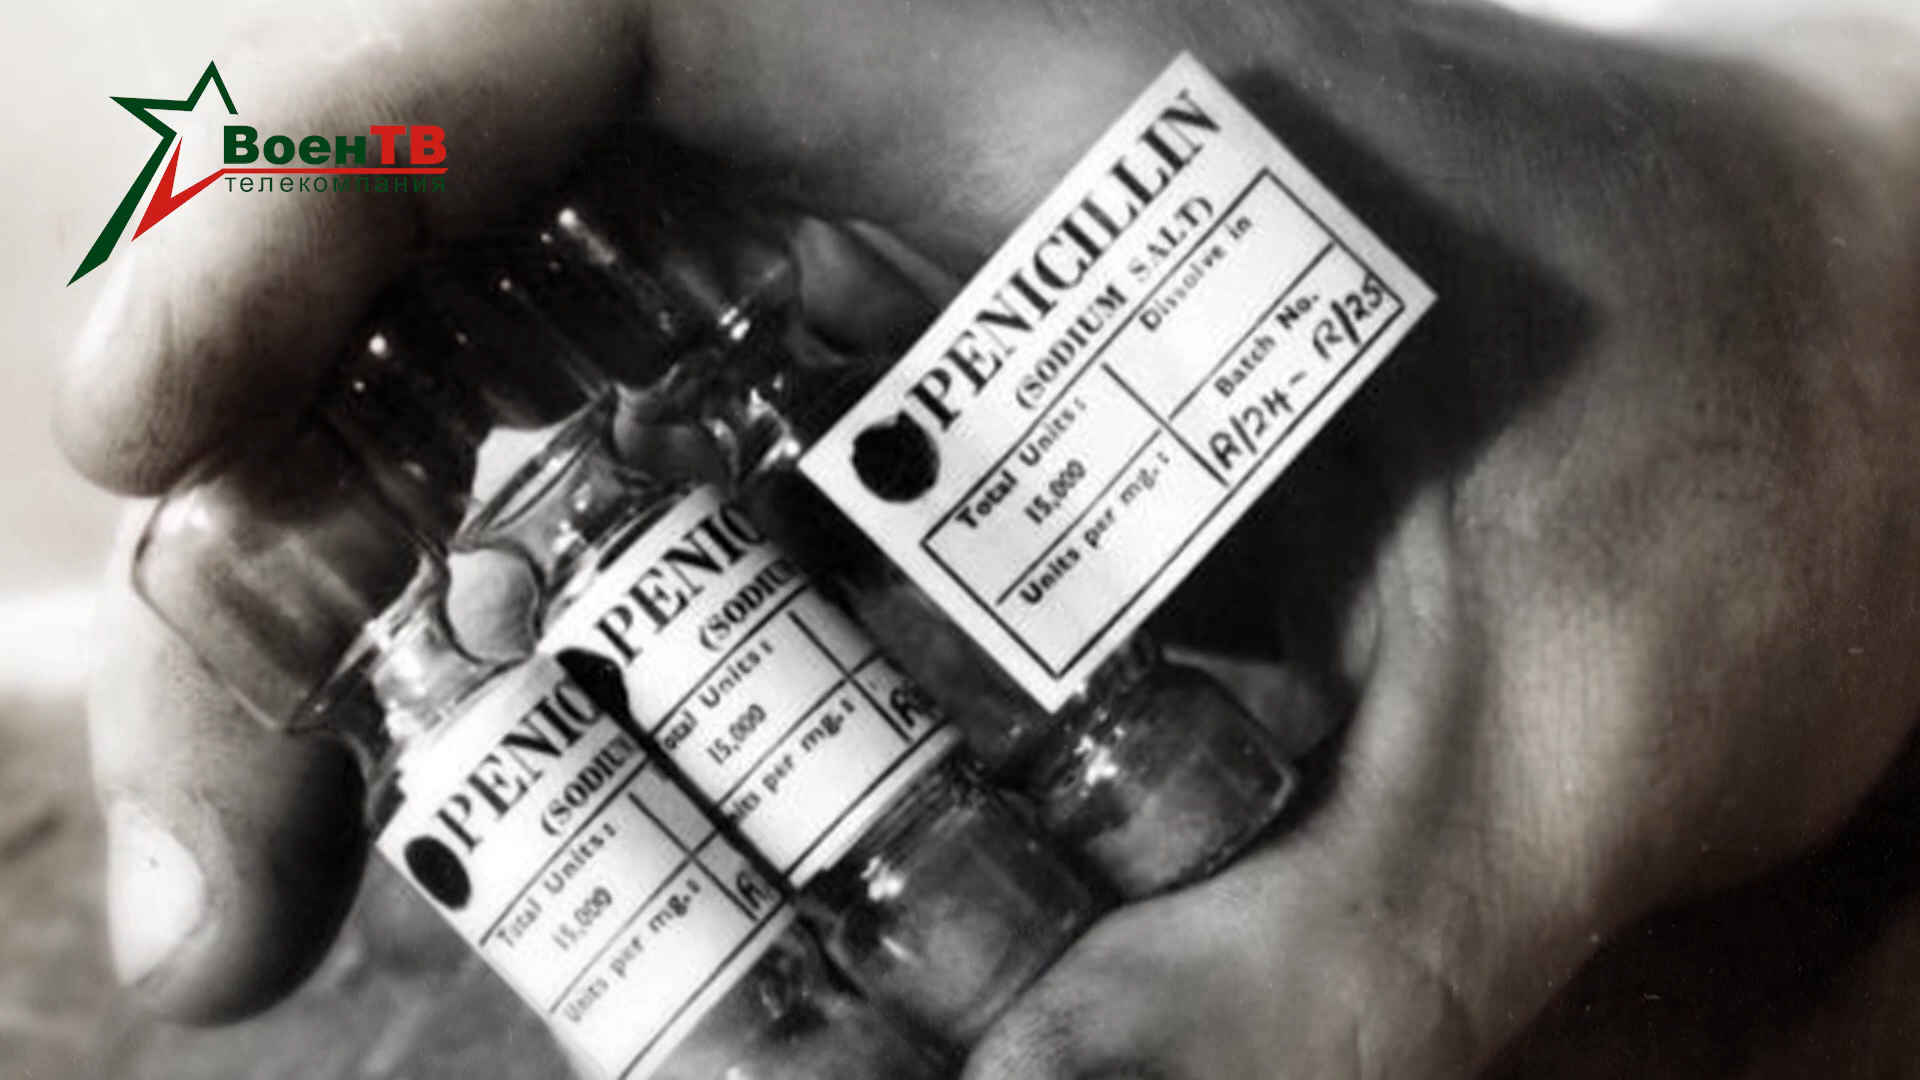 ВоенТВ
телекомпания
PENICILLIN
(SODIUM SALT)
Total Units:
15,000
Dissolve in
Units per mg.:
Batch No.
R/24 - R/25
PENIC
(SODIU
Total Units:
15,000
Units per mg.:
PENIC
(SODIUM
Total Units:
15,000
Units per mg.: